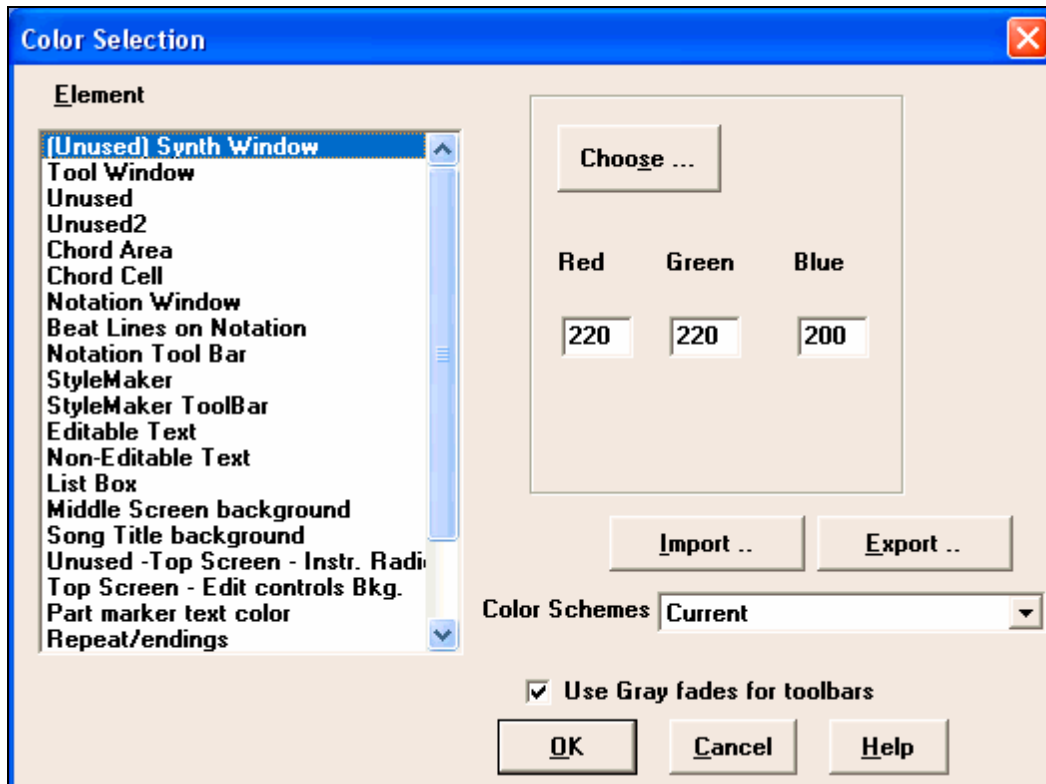 Color Selection
Element
(Unused) Synth Window
Tool Window
Unused
Unused2
Chord Area
Chord Cell
Notation Window
Beat Lines on Notation
Notation Tool Bar
StyleMaker
StyleMaker ToolBar
Editable Text
Non-Editable Text
List Box
Middle Screen background
Song Title background
Unused -Top Screen - Instr. Radi
Top Screen - Edit controls Bkg.
Part marker text color
Repeat/endings
Choose ...
Red Green Blue
220 220 200
Import .. Export ..
Color Schemes Current
Use Gray fades for toolbars
OK Cancel Help